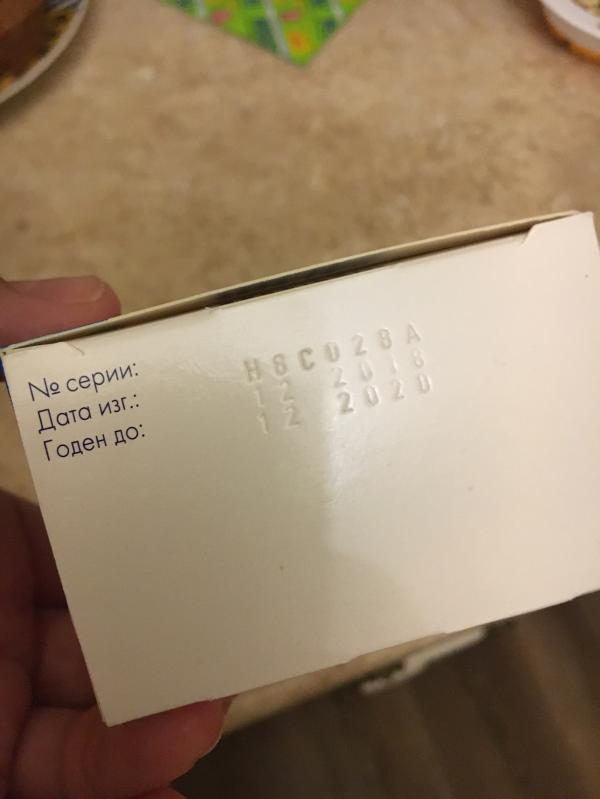 № серии: H8C028A
Дата изг.: 12 2018
Годен до: 12 2020